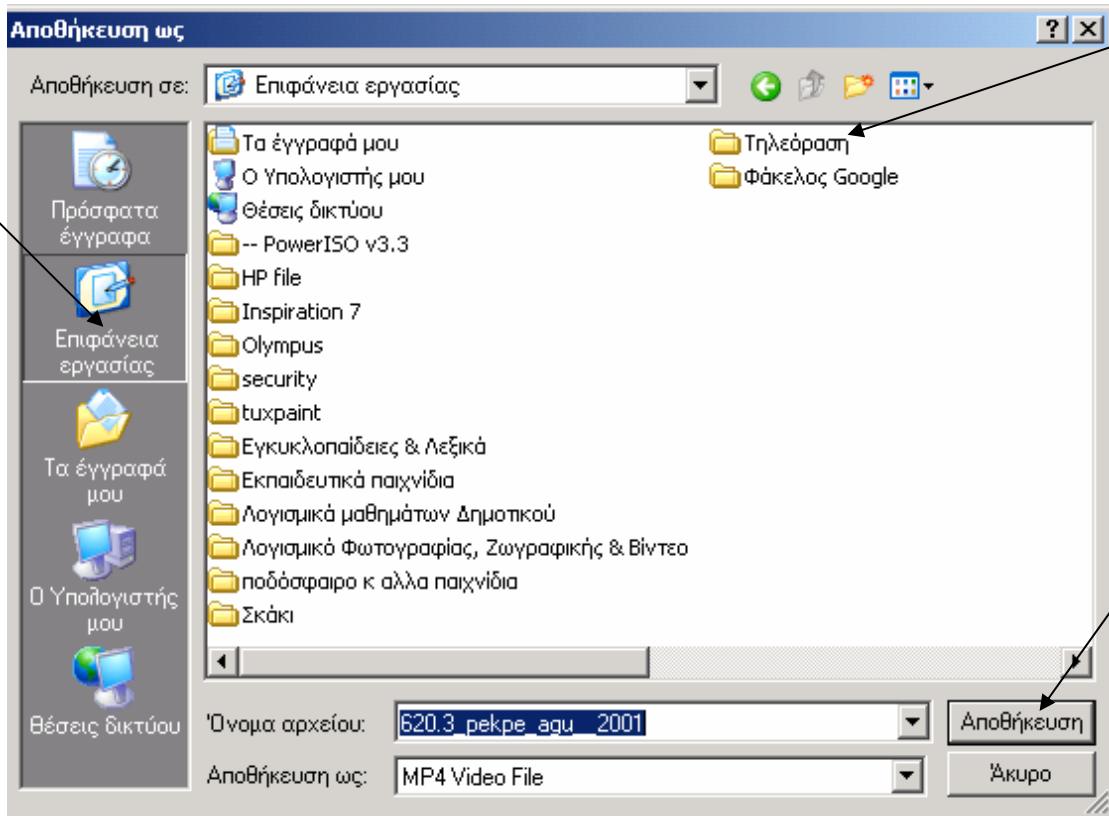 Αποθήκευση ως
Αποθήκευση σε:
Επιφάνεια εργασίας
Πρόσφατα
έγγραφα
Επιφάνεια
εργασίας
Τα έγγραφά
μου
Ο Υπολογιστής
μου
Θέσεις δικτύου
Τα έγγραφά μου
Ο Υπολογιστής μου
Θέσεις δικτύου
-- PowerISO v3.3
HP file
Inspiration 7
Olympus
security
tuxpaint
Εγκυκλοπαίδειες & Λεξικά
Εκπαιδευτικά παιχνίδια
Λογισμικά μαθημάτων Δημοτικού
Λογισμικό Φωτογραφίας, Ζωγραφικής & Βίντεο
ποδόσφαιρο κ αλλα παιχνίδια
Σκάκι
Τηλεόραση
Φάκελος Google
Όνομα αρχείου:
620.3_pekpe_agu__2001
Αποθήκευση
Αποθήκευση ως:
MP4 Video File
Άκυρο